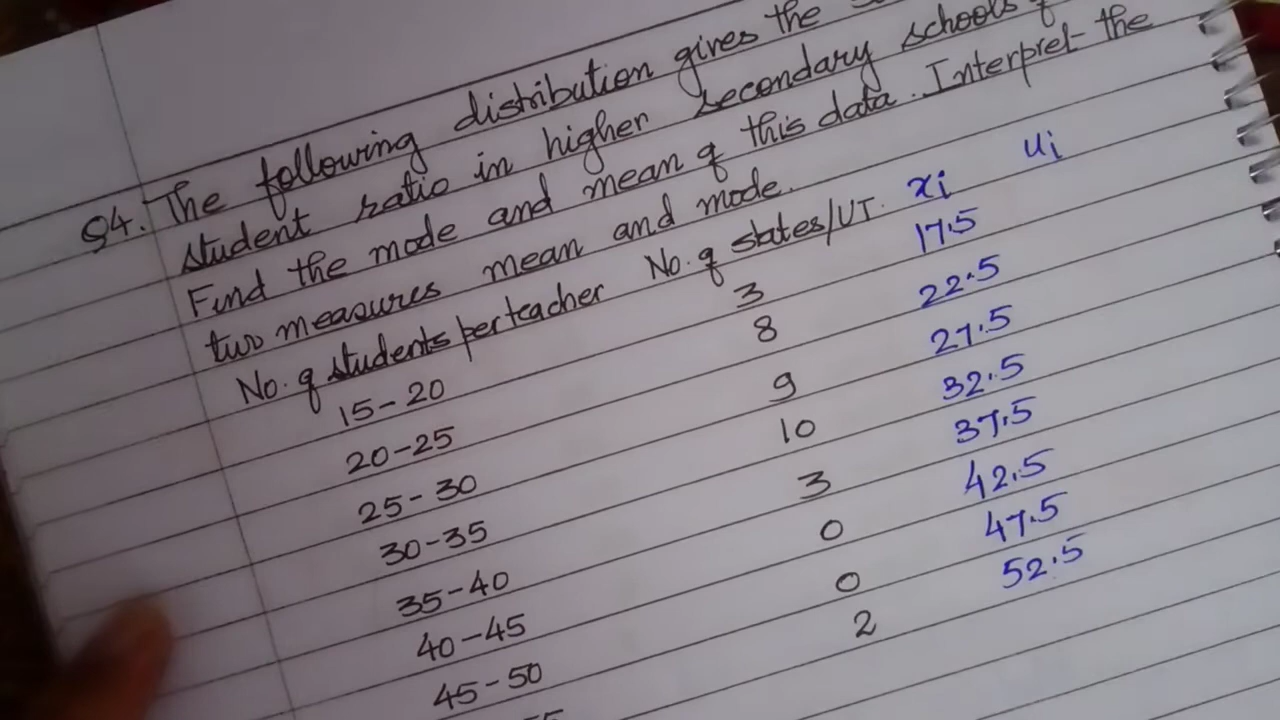 Q4. The following distribution gives the
student ratio in higher secondary schools
Find the mode and mean of this data. Interpret the
two measures mean and mode.
No. of students per teacher No. of states/UT. xi ui
15-20 3 17.5
20-25 8 22.5
25-30 9 27.5
30-35 10 32.5
35-40 3 37.5
40-45 0 42.5
45-50 0 47.5
2 52.5